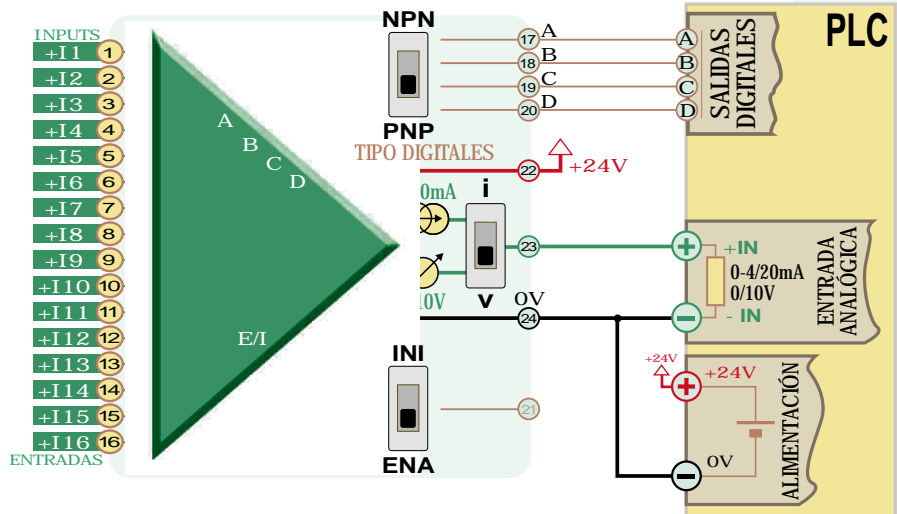 INPUTS
+I1 1
+I2 2
+I3 3
+I4 4
+I5 5
+I6 6
+I7 7
+I8 8
+I9 9
+I10 10
+I11 11
+I12 12
+I13 13
+I14 14
+I15 15
+I16 16
ENTRADAS
A
B
C
D
E/I
NPN
PNP
TIPO DIGITALES
17 A
18 B
19 C
20 D
22 +24V
0mA
i
23
10V
v
0V
24
INI
ENA
21
PLC
A
B
C
D
SALIDAS
DIGITALES
+ +IN
0-4/20mA
0/10V
- - IN
ENTRADA
ANALÓGICA
+24V
+ +24V
0V
-
ALIMENTACIÓN